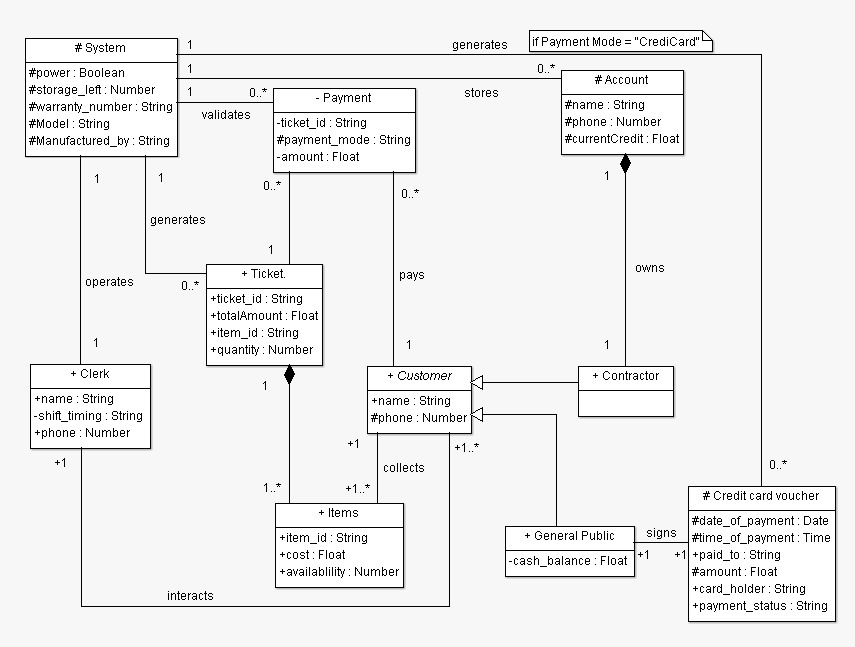 # System
#power : Boolean
#storage_left : Number
#warranty_number : String
#Model : String
#Manufactured_by : String
1
generates
if Payment Mode = "CrediCard"
1
0..*
stores
1
0..*
validates
# Account
#name : String
#phone : Number
#currentCredit : Float
- Payment
-ticket_id : String
#payment_mode : String
-amount : Float
1
1
0..*
0..*
1
generates
1
operates
0..*
pays
owns
+ Ticket.
+ticket_id : String
+totalAmount : Float
+item_id : String
+quantity : Number
1
1
1
+ Clerk
+name : String
-shift_timing : String
+phone : Number
+ Customer
+name : String
#phone : Number
+ Contractor
1
+1
+1
+1..*
collects
1..*
+1..*
0..*
+ Items
+item_id : String
+cost : Float
+availablility : Number
+ General Public
-cash_balance : Float
signs
+1
+1
# Credit card voucher
#date_of_payment : Date
#time_of_payment : Time
+paid_to : String
#amount : Float
+card_holder : String
+payment_status : String
interacts